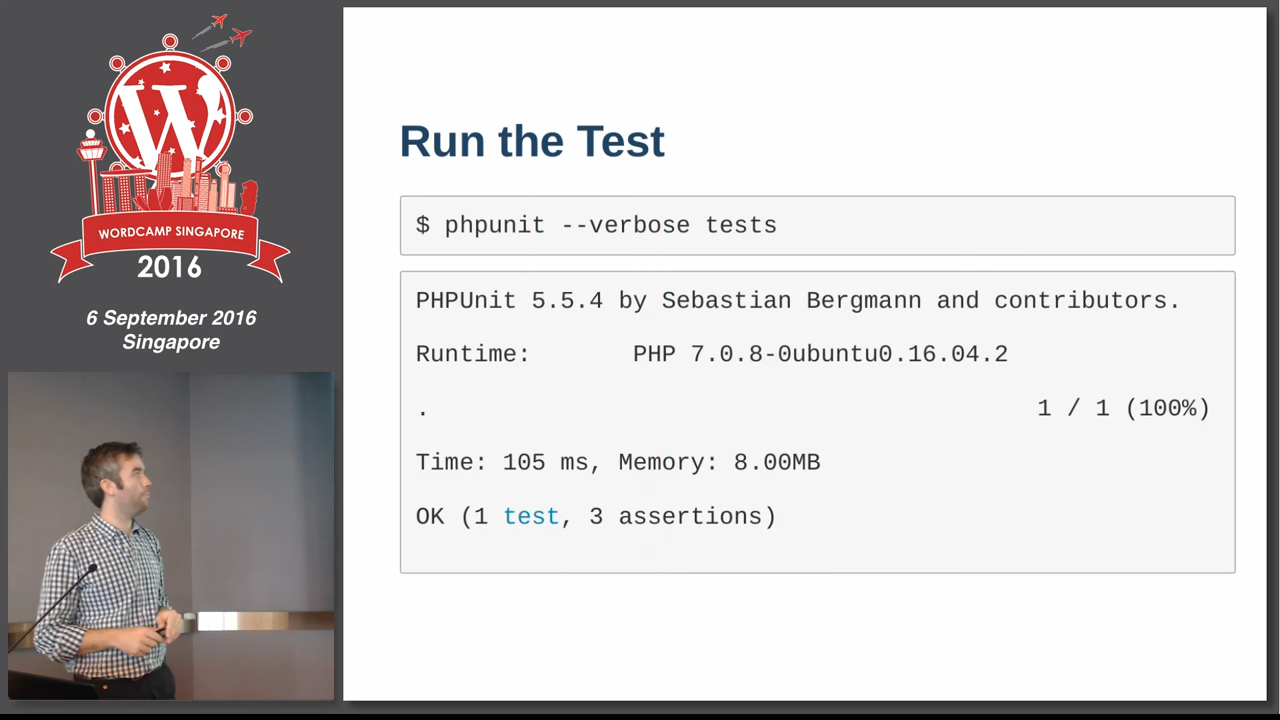 W
WORDCAMP SINGAPORE
2016
6 September 2016
Singapore
Run the Test
$ phpunit --verbose tests
PHPUnit 5.5.4 by Sebastian Bergmann and contributors.
Runtime:       PHP 7.0.8-0ubuntu0.16.04.2
.                                          1 / 1 (100%)
Time: 105 ms, Memory: 8.00MB
OK (1 test, 3 assertions)